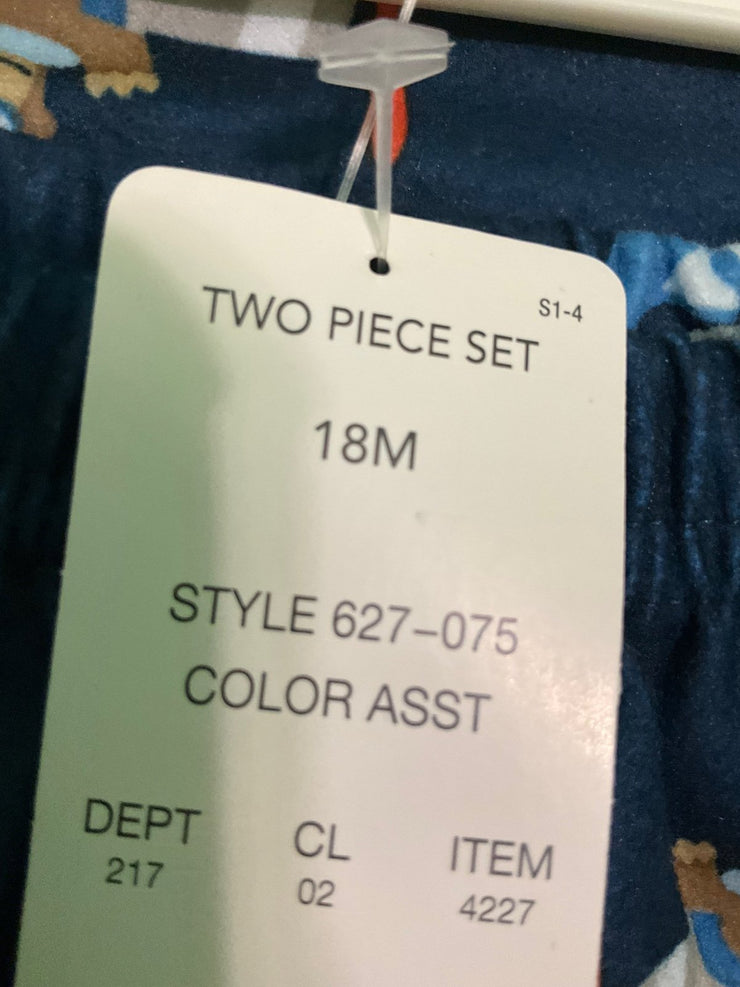 S1-4
TWO PIECE SET
18M
STYLE 627-075
COLOR ASST
DEPT CL ITEM
217 02 4227